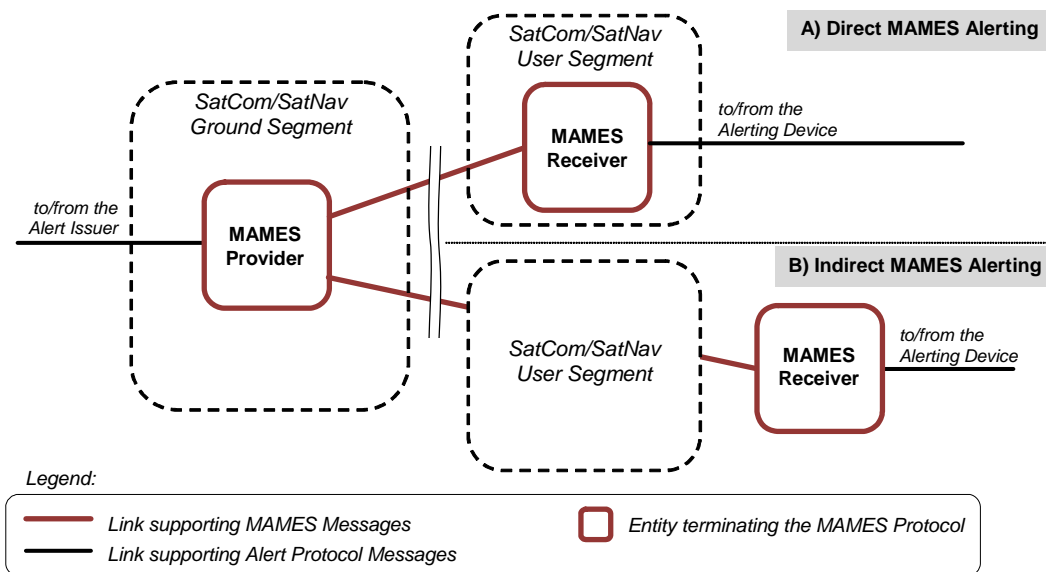 A) Direct MAMES Alerting
SatCom/SatNav
User Segment
SatCom/SatNav
Ground Segment
MAMES
Receiver
to/from the
Alerting Device
to/from the
Alert Issuer
MAMES
Provider
B) Indirect MAMES Alerting
SatCom/SatNav
User Segment
MAMES
Receiver
to/from the
Alerting Device
Legend:
Link supporting MAMES Messages
Entity terminating the MAMES Protocol
Link supporting Alert Protocol Messages